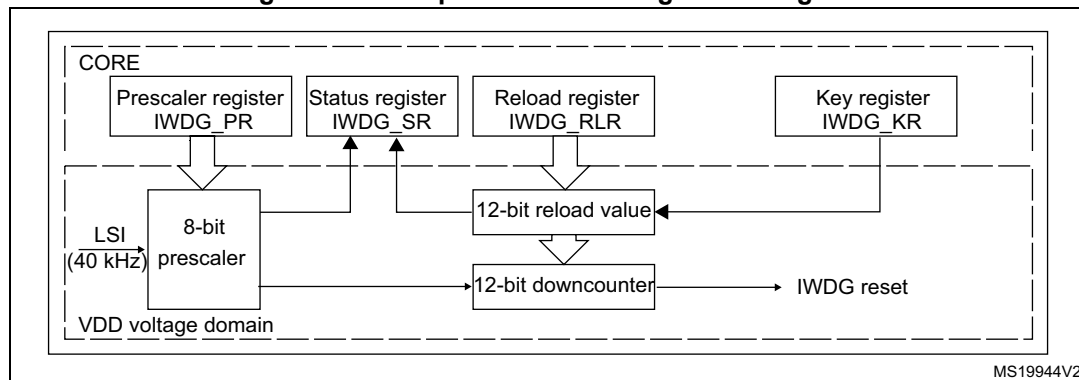 CORE
Prescaler register
IWDG_PR
Status register
IWDG_SR
Reload register
IWDG_RLR
Key register
IWDG_KR
LSI
(40 kHz)
8-bit
prescaler
12-bit reload value
12-bit downcounter
IWDG reset
VDD voltage domain
MS19944V2